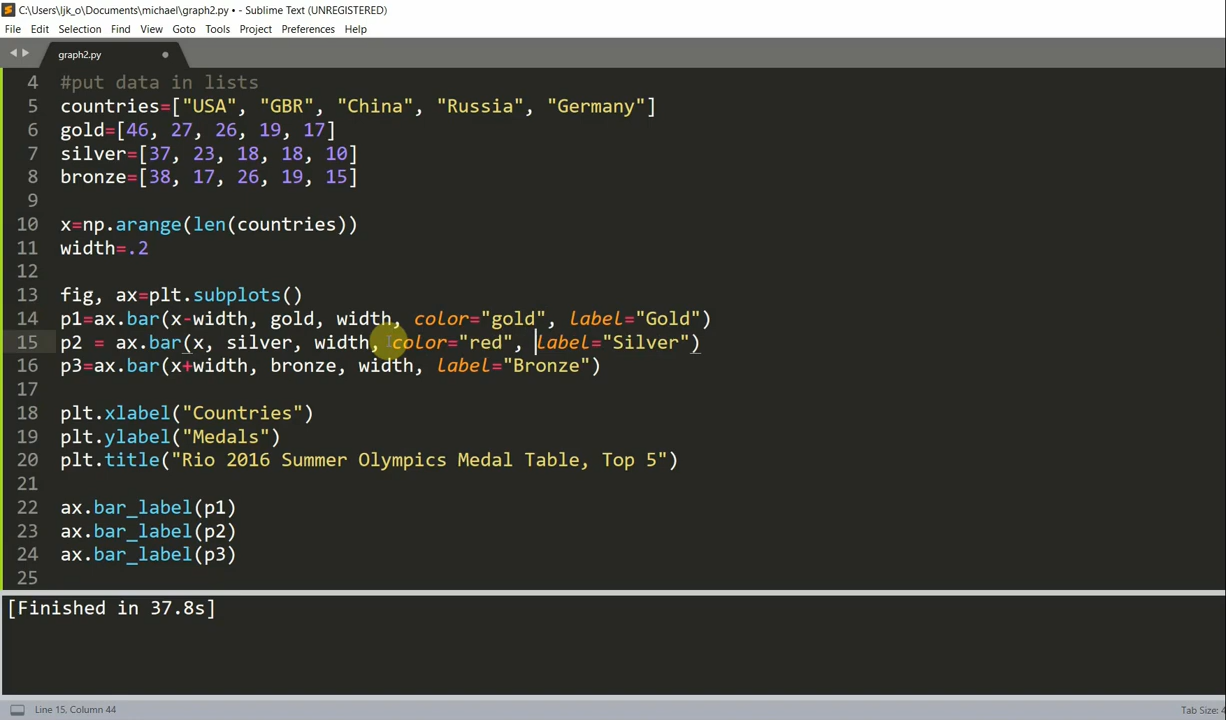 C:\Users\ljk_o\Documents\michael\graph2.py • - Sublime Text (UNREGISTERED)
File Edit Selection Find View Goto Tools Project Preferences Help
graph2.py
4 #put data in lists
5 countries=["USA", "GBR", "China", "Russia", "Germany"]
6 gold=[46, 27, 26, 19, 17]
7 silver=[37, 23, 18, 18, 10]
8 bronze=[38, 17, 26, 19, 15]
9
10 x=np.arange(len(countries))
11 width=.2
12
13 fig, ax=plt.subplots()
14 p1=ax.bar(x-width, gold, width, color="gold", label="Gold")
15 p2 = ax.bar(x, silver, width, color="red", label="Silver")
16 p3=ax.bar(x+width, bronze, width, label="Bronze")
17
18 plt.xlabel("Countries")
19 plt.ylabel("Medals")
20 plt.title("Rio 2016 Summer Olympics Medal Table, Top 5")
21
22 ax.bar_label(p1)
23 ax.bar_label(p2)
24 ax.bar_label(p3)
25
[Finished in 37.8s]
Line 15, Column 44 Tab Size: 4